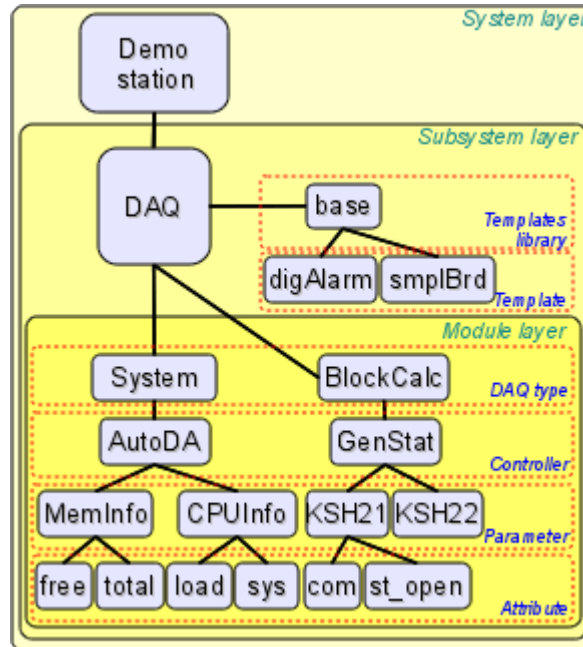 System layer
Demo
station
Subsystem layer
DAQ
base
Templates
library
digAlarm smplBrd
Template
Module layer
System BlockCalc
DAQ type
AutoDA GenStat
Controller
MemInfo CPUInfo KSH21 KSH22
Parameter
free total load sys com st_open
Attribute